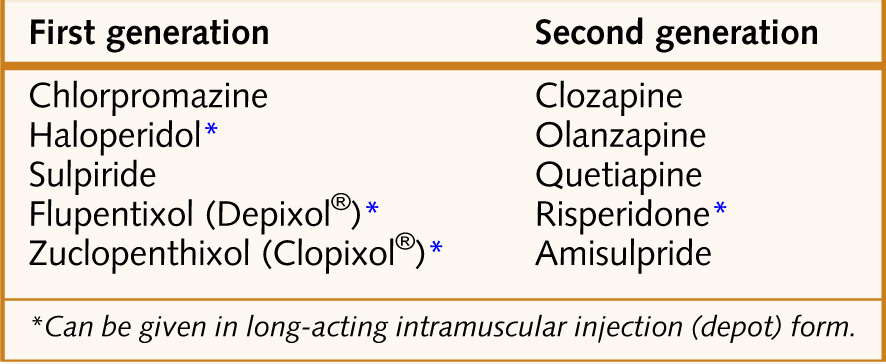 First generation Second generation
Chlorpromazine Clozapine
Haloperidol* Olanzapine
Sulpiride Quetiapine
Flupentixol (Depixol®)* Risperidone*
Zuclopenthixol (Clopixol®)* Amisulpride
*Can be given in long-acting intramuscular injection (depot) form.